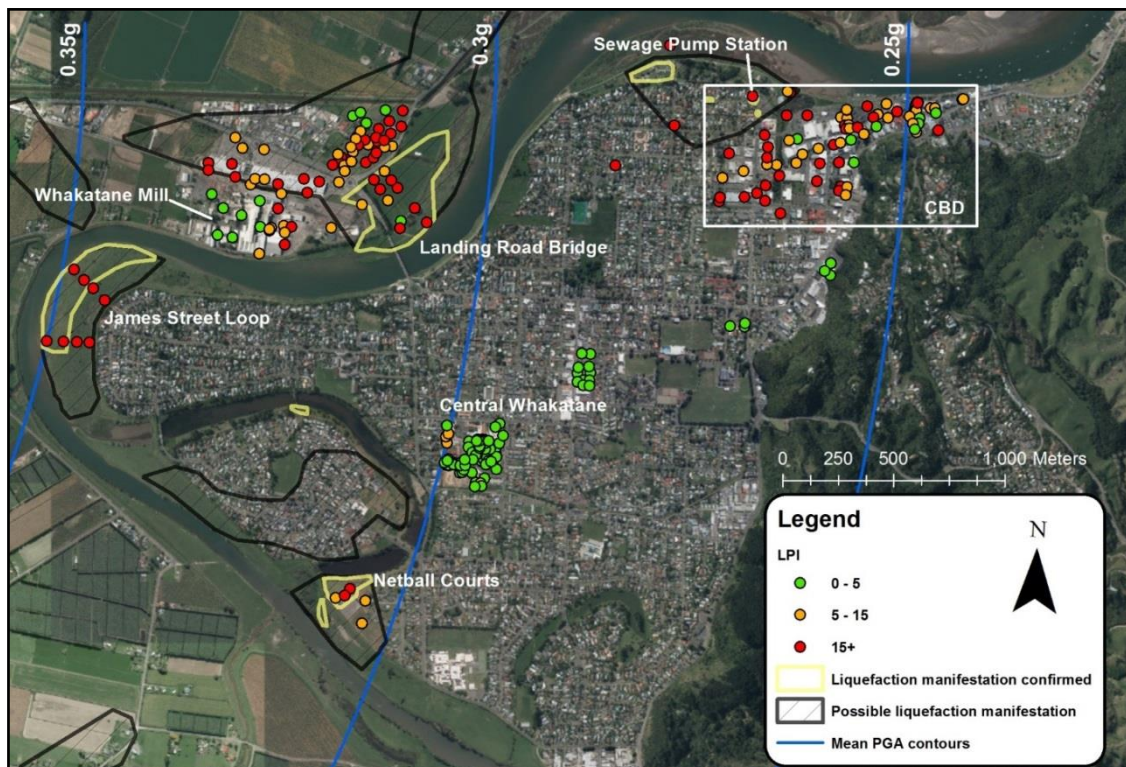 0.35g
0.3g
0.25g
Sewage Pump Station
Whakatane Mill
CBD
Landing Road Bridge
James Street Loop
Central Whakatane
Netball Courts
0 250 500 1,000 Meters
Legend
N
LPI
0 - 5
5 - 15
15+
Liquefaction manifestation confirmed
Possible liquefaction manifestation
Mean PGA contours